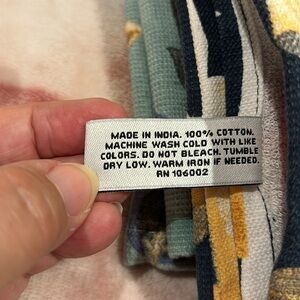 MADE IN INDIA. 100% COTTON.
MACHINE WASH COLD WITH LIKE
COLORS. DO NOT BLEACH. TUMBLE
DRY LOW. WARM IRON IF NEEDED.
RN 106002